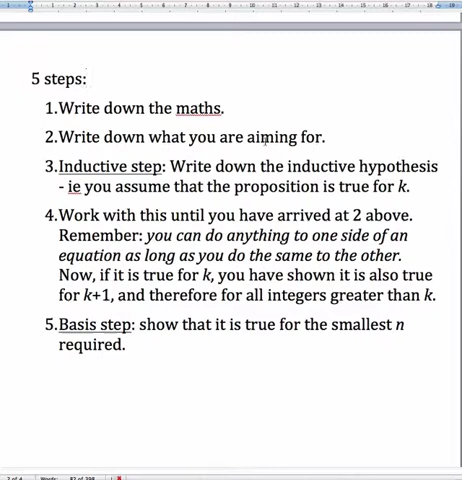 5 steps:
1.Write down the maths.
2.Write down what you are aiming for.
3.Inductive step: Write down the inductive hypothesis
- ie you assume that the proposition is true for k.
4.Work with this until you have arrived at 2 above.
Remember: you can do anything to one side of an
equation as long as you do the same to the other.
Now, if it is true for k, you have shown it is also true
for k+1, and therefore for all integers greater than k.
5.Basis step: show that it is true for the smallest n
required.